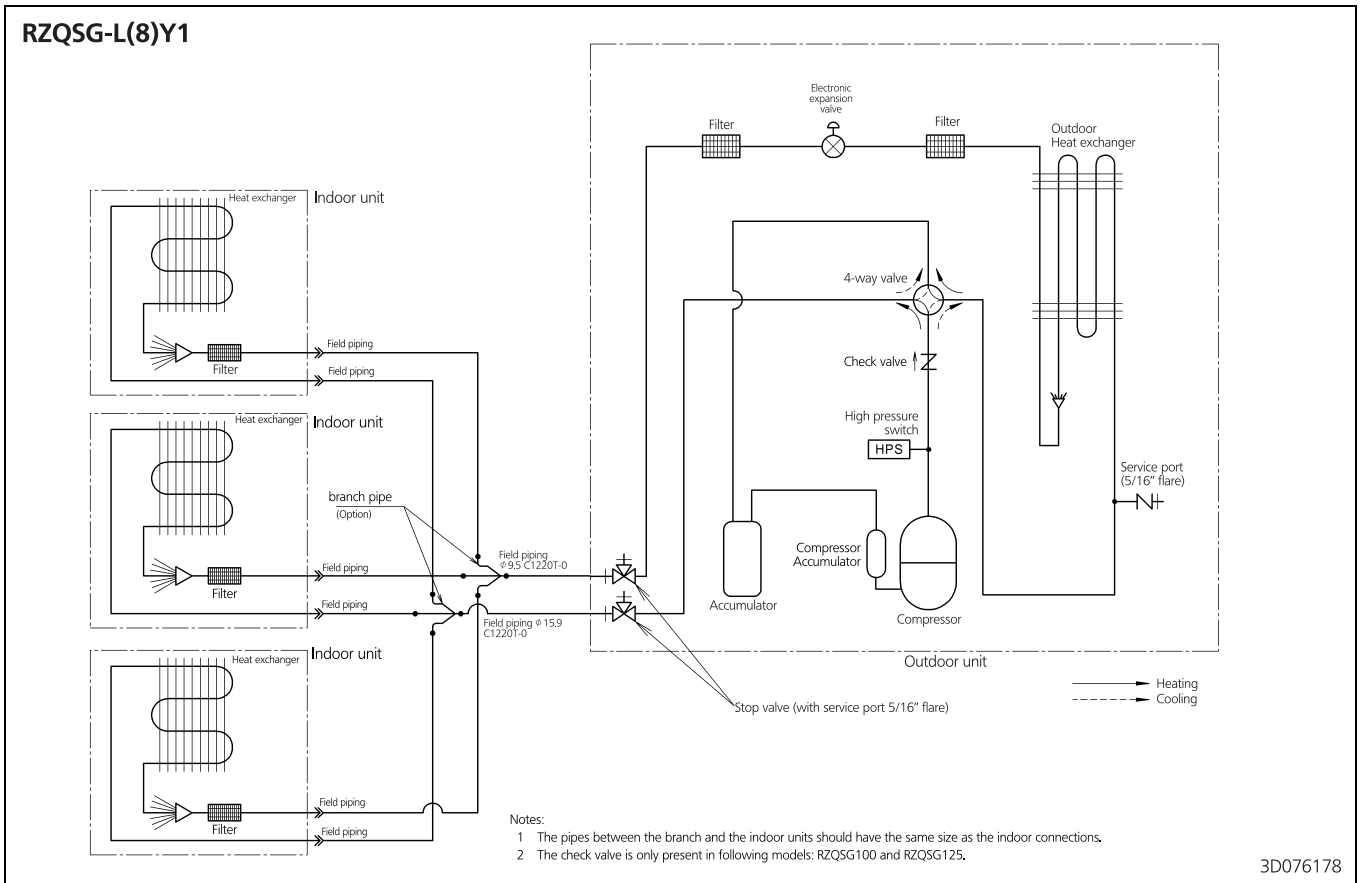 RZQSG-L(8)Y1
Electronic
expansion
valve
Filter
Filter
Outdoor
Heat exchanger
Heat exchanger
Indoor unit
4-way valve
Field piping
Filter
Field piping
Check valve
Heat exchanger
Indoor unit
High pressure
switch
HPS
Service port
(5/16" flare)
branch pipe
(Option)
Field piping
Filter
Field piping
Field piping
φ 9.5 C1220T-0
Field piping φ 15.9
C1220T-0
Compressor
Accumulator
Accumulator
Compressor
Heat exchanger
Indoor unit
Outdoor unit
Heating
Cooling
Stop valve (with service port 5/16" flare)
Field piping
Filter
Field piping
Notes:
1 The pipes between the branch and the indoor units should have the same size as the indoor connections.
2 The check valve is only present in following models: RZQSG100 and RZQSG125.
3D076178